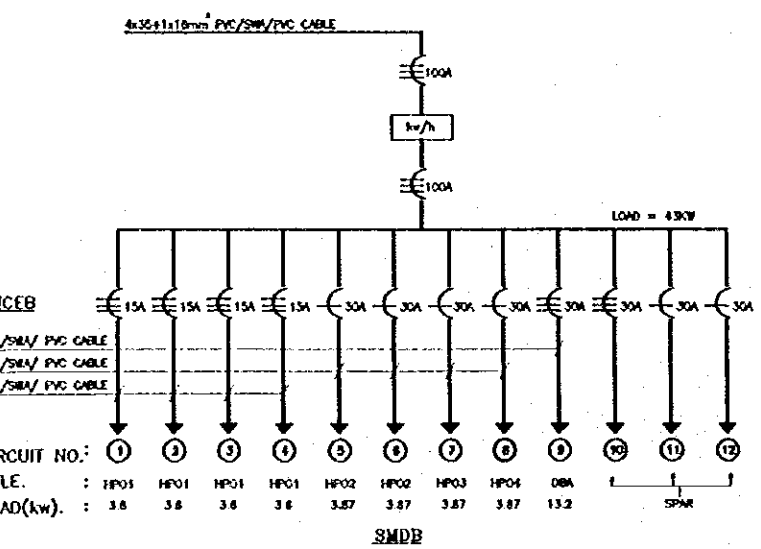 4x35+1x16mm² PVC/SWA/PVC CABLE
100A
kw/h
100A
LOAD = 43KW
MCEB 15A 15A 15A 15A 30A 30A 30A 30A 30A 30A 30A 30A
/SWA/ PVC CABLE
/SWA/ PVC CABLE
/SWA/ PVC CABLE
RCUIT NO.: 1 2 3 4 5 6 7 8 9 10 11 12
LE. : HP01 HP01 HP01 HP01 HP02 HP02 HP03 HP04 DBA
AD(kw). : 3.6 3.6 3.6 3.6 3.87 3.87 3.87 3.87 13.2 SPAR
SMDB